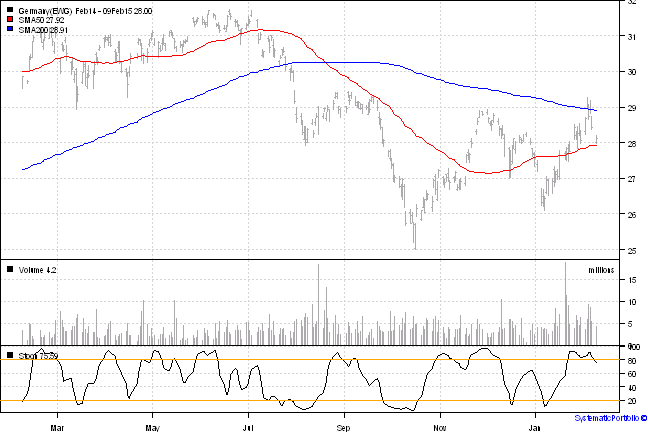 Germany(EWG) Feb14 - 09Feb15 28.00
SMA50 27.92
SMA200 28.91
32
31
30
29
28
27
26
25
Volume 4.2
millions
15
10
5
0
Stoch 75.59
100
80
60
40
20
Mar May Jul Sep Nov Jan
SystematicPortfolio ©